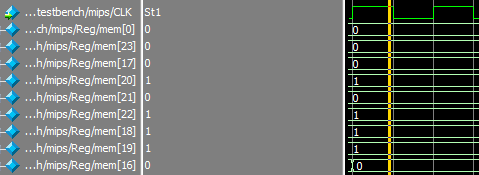 ...testbench/mips/CLK St1
...ch/mips/Reg/mem[0] 0 0
...h/mips/Reg/mem[23] 0 0
...h/mips/Reg/mem[17] 0 0
...h/mips/Reg/mem[20] 1 1
...h/mips/Reg/mem[21] 0 0
...h/mips/Reg/mem[22] 1 1
...h/mips/Reg/mem[18] 1 1
...h/mips/Reg/mem[19] 1 1
...h/mips/Reg/mem[16] 0 0